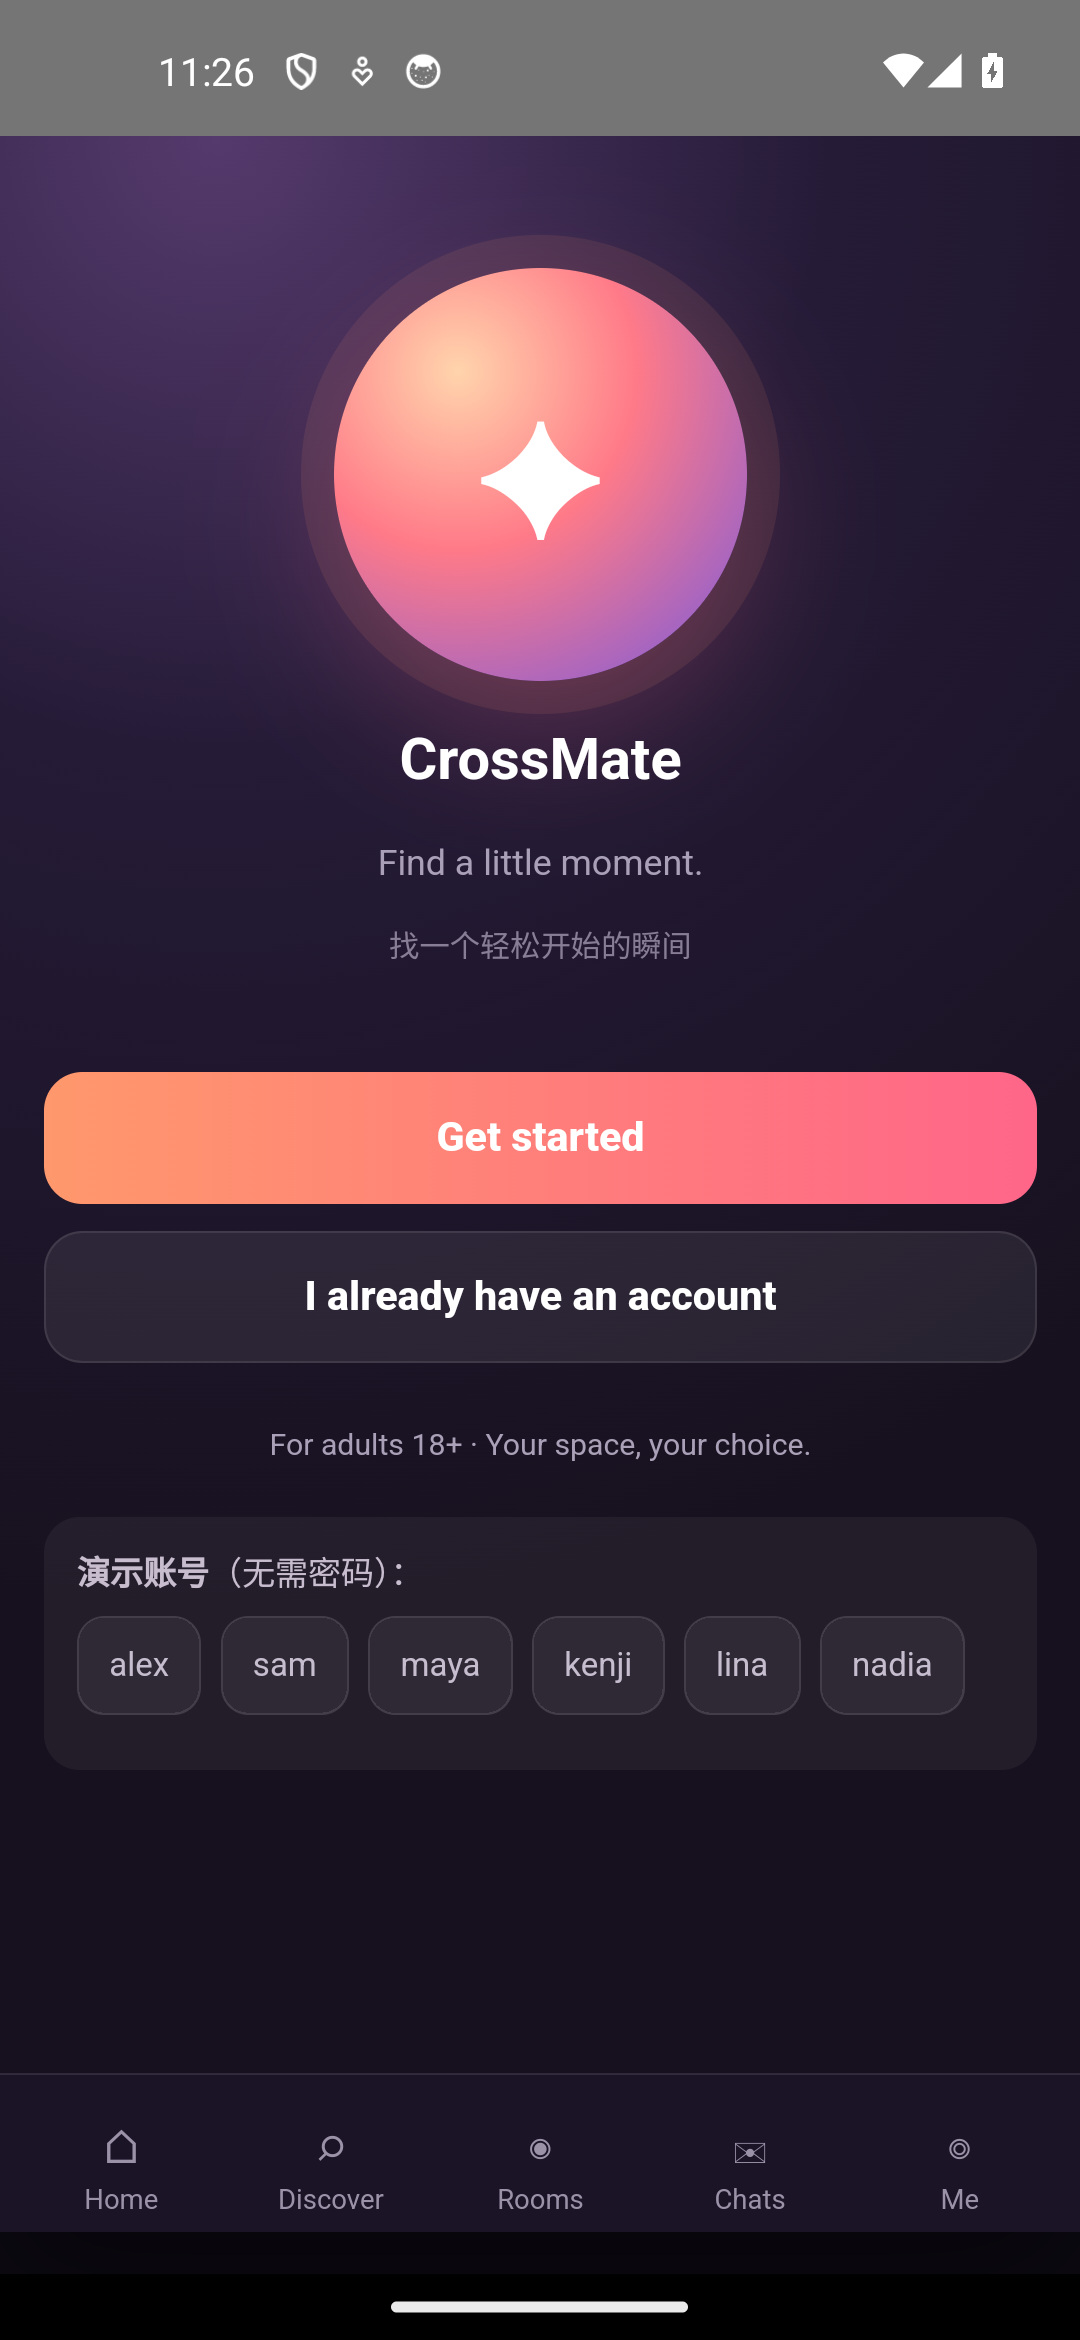 11:26
CrossMate
Find a little moment.
找一个轻松开始的瞬间
Get started
I already have an account
For adults 18+ · Your space, your choice.
演示账号（无需密码）：
alex sam maya kenji lina nadia
Home Discover Rooms Chats Me